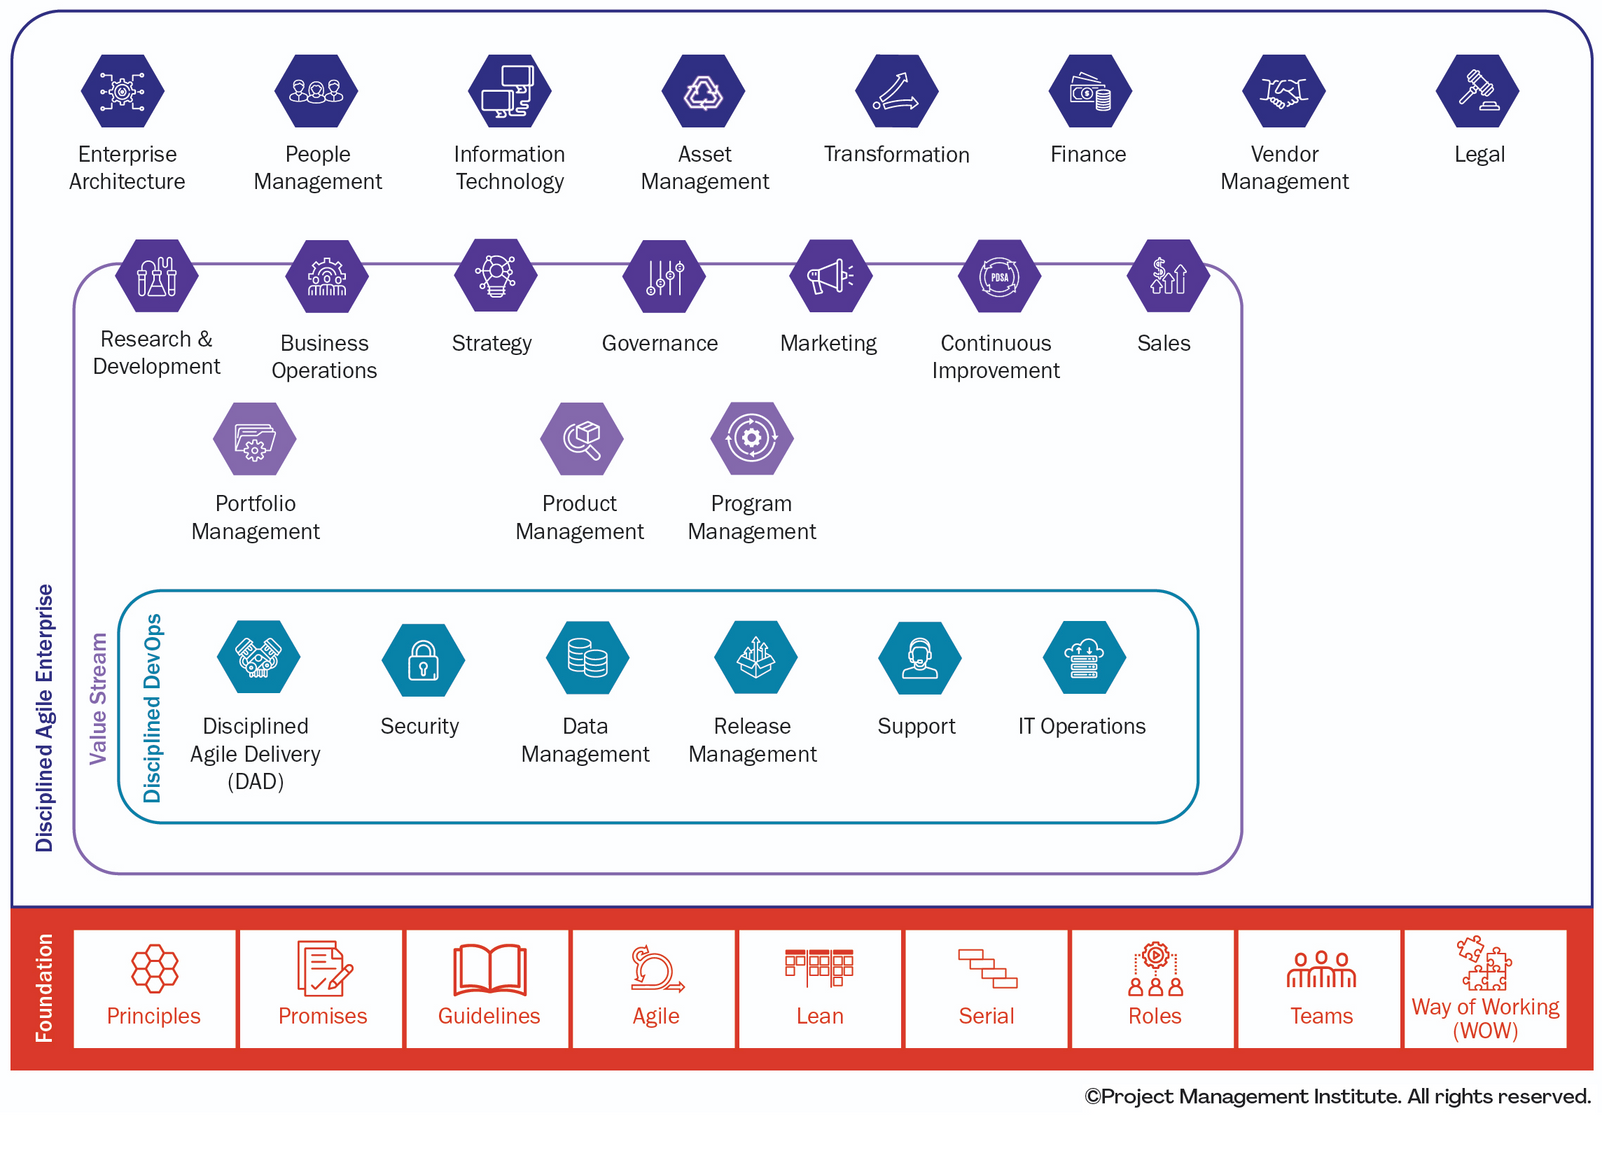 Enterprise
Architecture
People
Management
Information
Technology
Asset
Management
Transformation
Finance
Vendor
Management
Legal
Research &
Development
Business
Operations
Strategy
Governance
Marketing
PDSA
Continuous
Improvement
$
Sales
Portfolio
Management
Product
Management
Program
Management
Disciplined Agile Enterprise
Value Stream
Disciplined DevOps
Disciplined
Agile Delivery
(DAD)
Security
Data
Management
Release
Management
Support
IT Operations
Foundation
Principles
Promises
Guidelines
Agile
Lean
Serial
Roles
Teams
Way of Working
(WOW)
©Project Management Institute. All rights reserved.